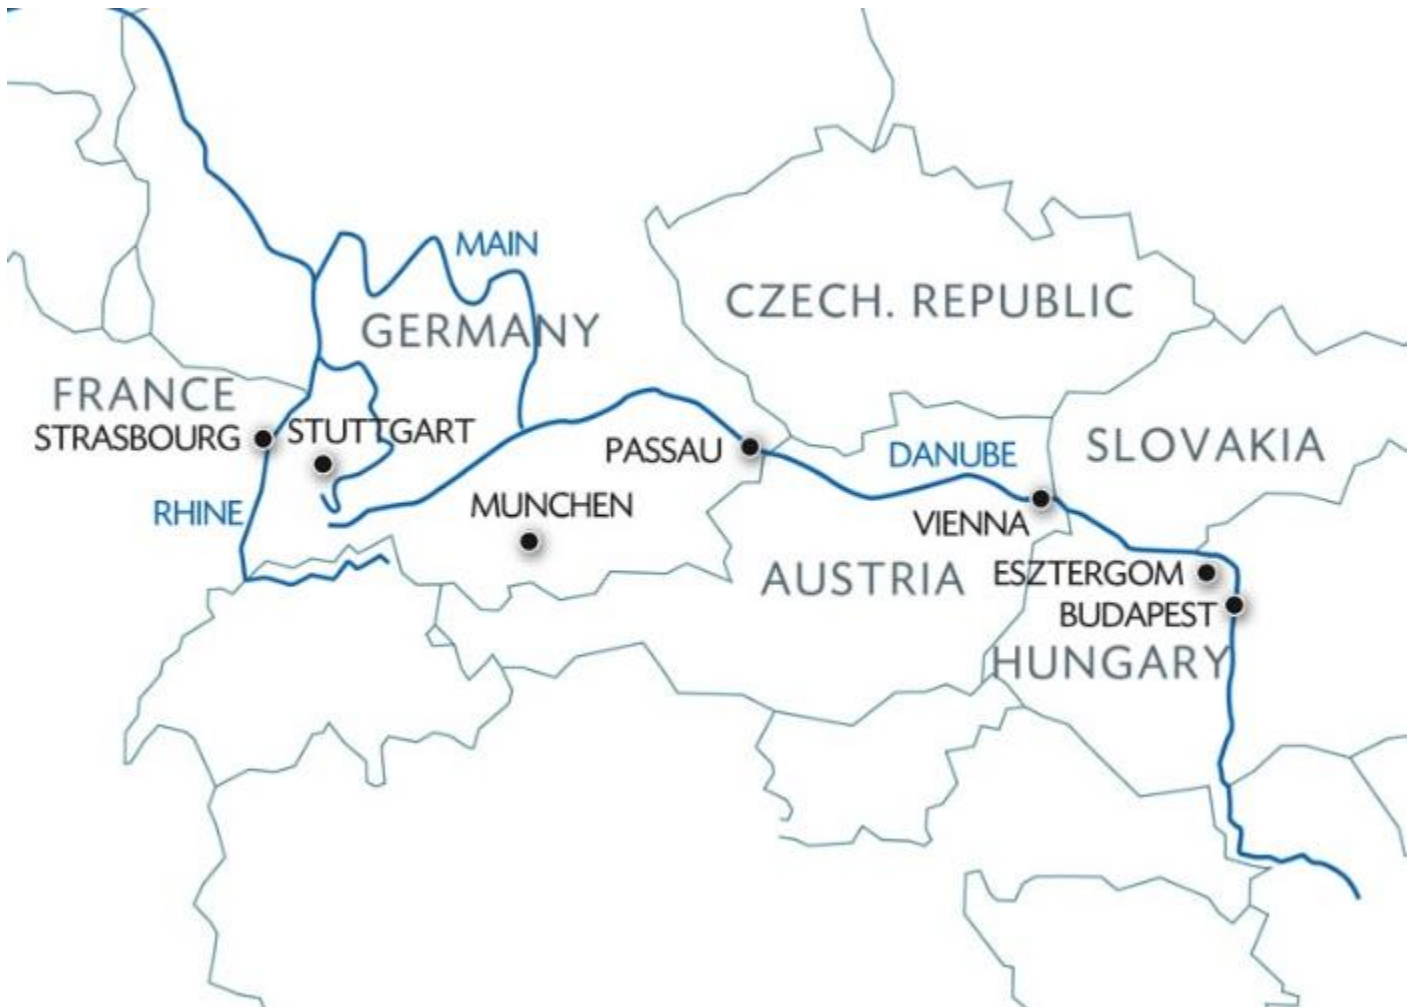 MAIN
CZECH. REPUBLIC
GERMANY
FRANCE
STRASBOURG
STUTTGART
PASSAU
DANUBE
SLOVAKIA
RHINE
MUNCHEN
VIENNA
AUSTRIA
ESZTERGOM
BUDAPEST
HUNGARY